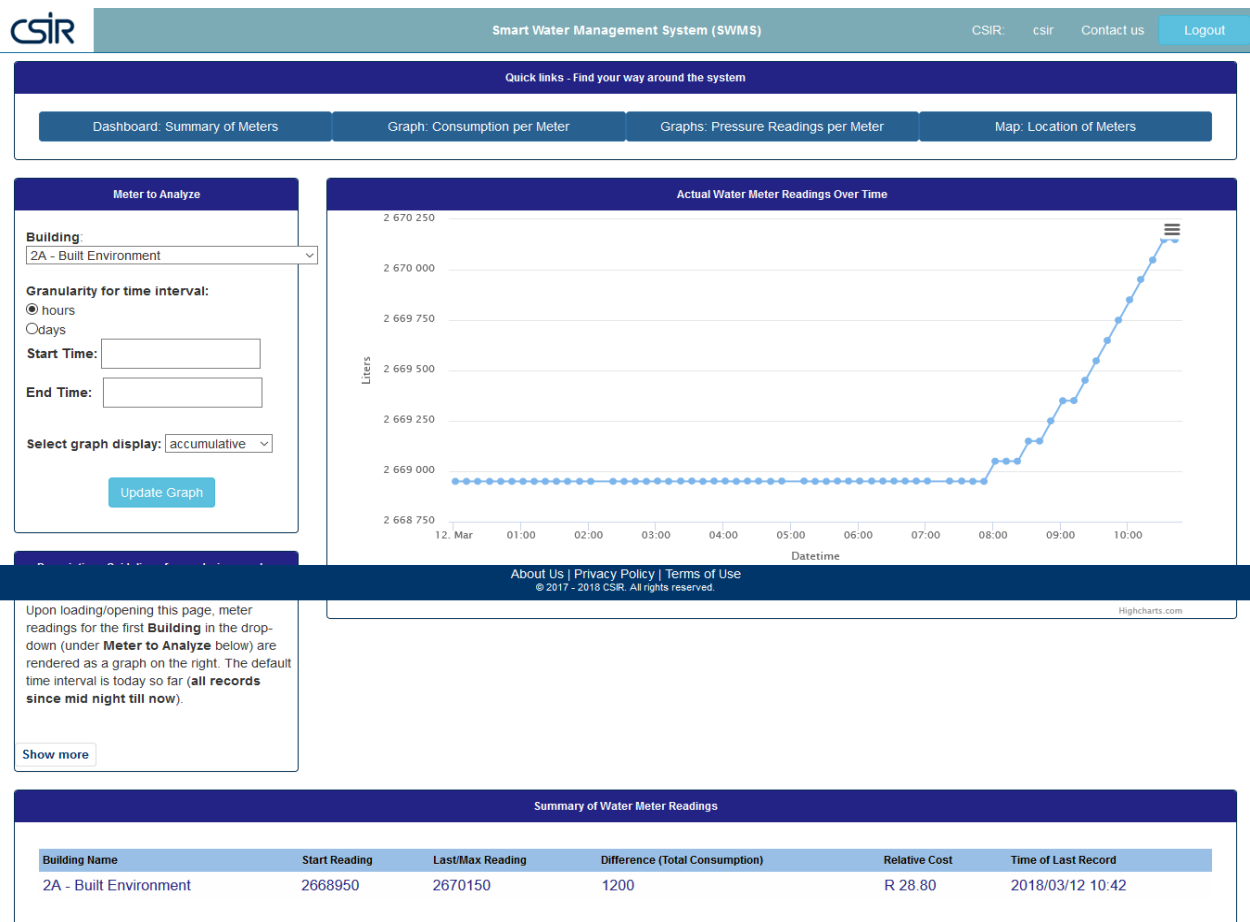 CSIR
Smart Water Management System (SWMS)
CSIR: csir Contact us Logout
Quick links - Find your way around the system
Dashboard: Summary of Meters
Graph: Consumption per Meter
Graphs: Pressure Readings per Meter
Map: Location of Meters
Meter to Analyze
Building:
2A - Built Environment
Granularity for time interval:
hours
days
Start Time:
End Time:
Select graph display: accumulative
Update Graph
Actual Water Meter Readings Over Time
2 670 250
2 670 000
2 669 750
2 669 500
2 669 250
2 669 000
2 668 750
Liters
12. Mar 01:00 02:00 03:00 04:00 05:00 06:00 07:00 08:00 09:00 10:00
Datetime
Highcharts.com
About Us | Privacy Policy | Terms of Use
© 2017 - 2018 CSIR. All rights reserved.
Upon loading/opening this page, meter
readings for the first Building in the drop-
down (under Meter to Analyze below) are
rendered as a graph on the right. The default
time interval is today so far (all records
since mid night till now).
Show more
Summary of Water Meter Readings
Building Name Start Reading Last/Max Reading Difference (Total Consumption) Relative Cost Time of Last Record
2A - Built Environment 2668950 2670150 1200 R 28.80 2018/03/12 10:42